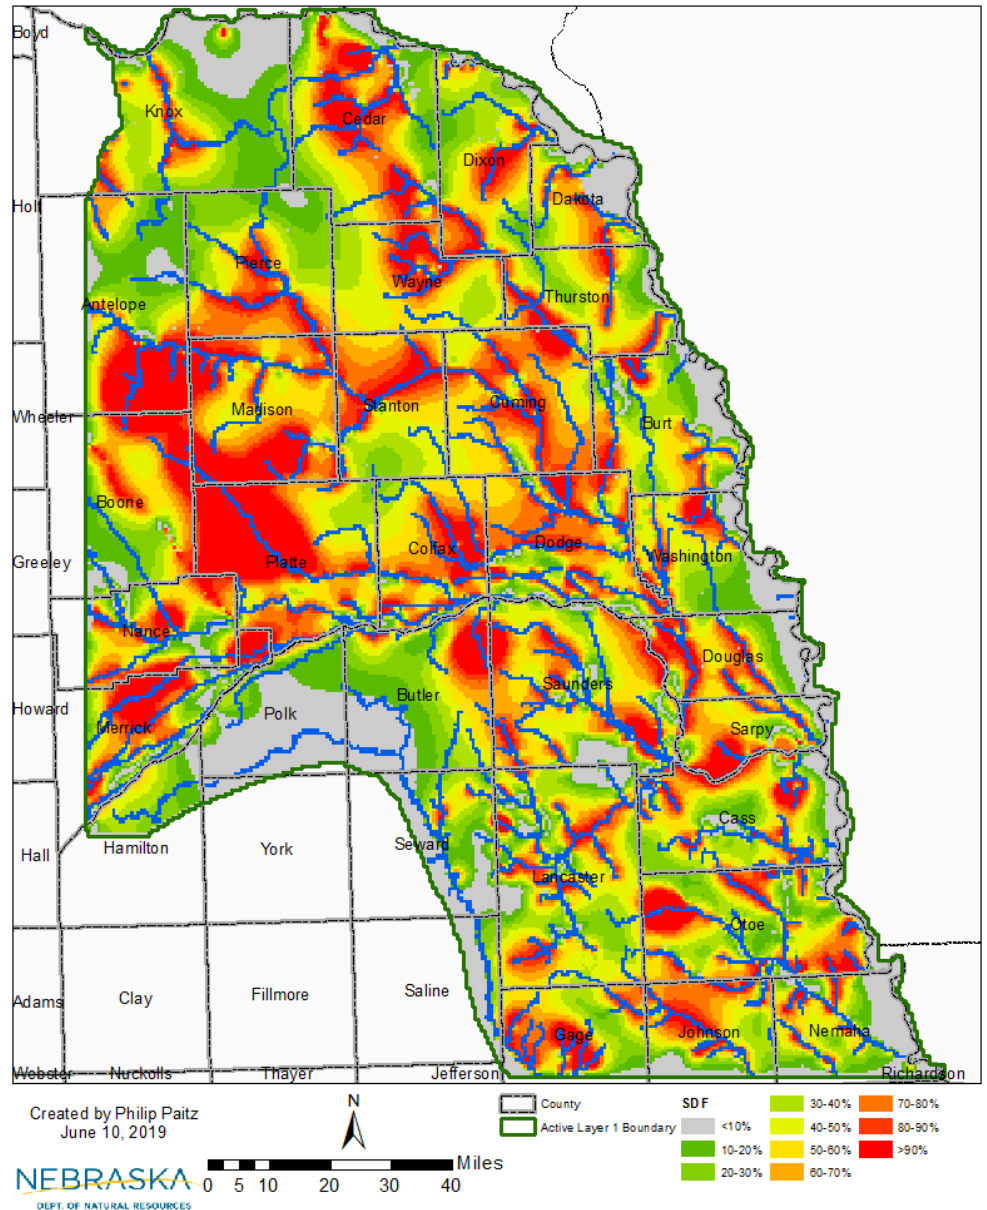 Boyd
Knox
Cedar
Dixon
Dakota
Holt
Pierce
Wayne
Thurston
Antelope
Wheeler
Madison
Stanton
Cuming
Burt
Boone
Greeley
Platte
Colfax
Dodge
Washington
Nance
Douglas
Howard
Merrick
Polk
Butler
Saunders
Sarpy
Cass
Hall
Hamilton
York
Seward
Lancaster
Otoe
Adams
Clay
Fillmore
Saline
Gage
Johnson
Nemaha
Webster
Nuckolls
Thayer
Jefferson
Richardson
Created by Philip Paitz
June 10, 2019
N
NEBRASKA
DEPT. OF NATURAL RESOURCES
Miles
0 5 10 20 30 40
County
Active Layer 1 Boundary
SDF
<10%
10-20%
20-30%
30-40%
40-50%
50-60%
60-70%
70-80%
80-90%
>90%